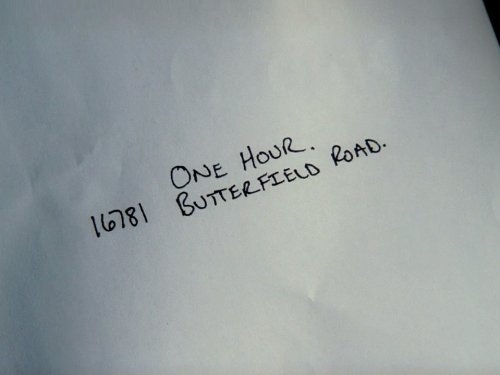 ONE HOUR.
16781 BUTTERFIELD ROAD.